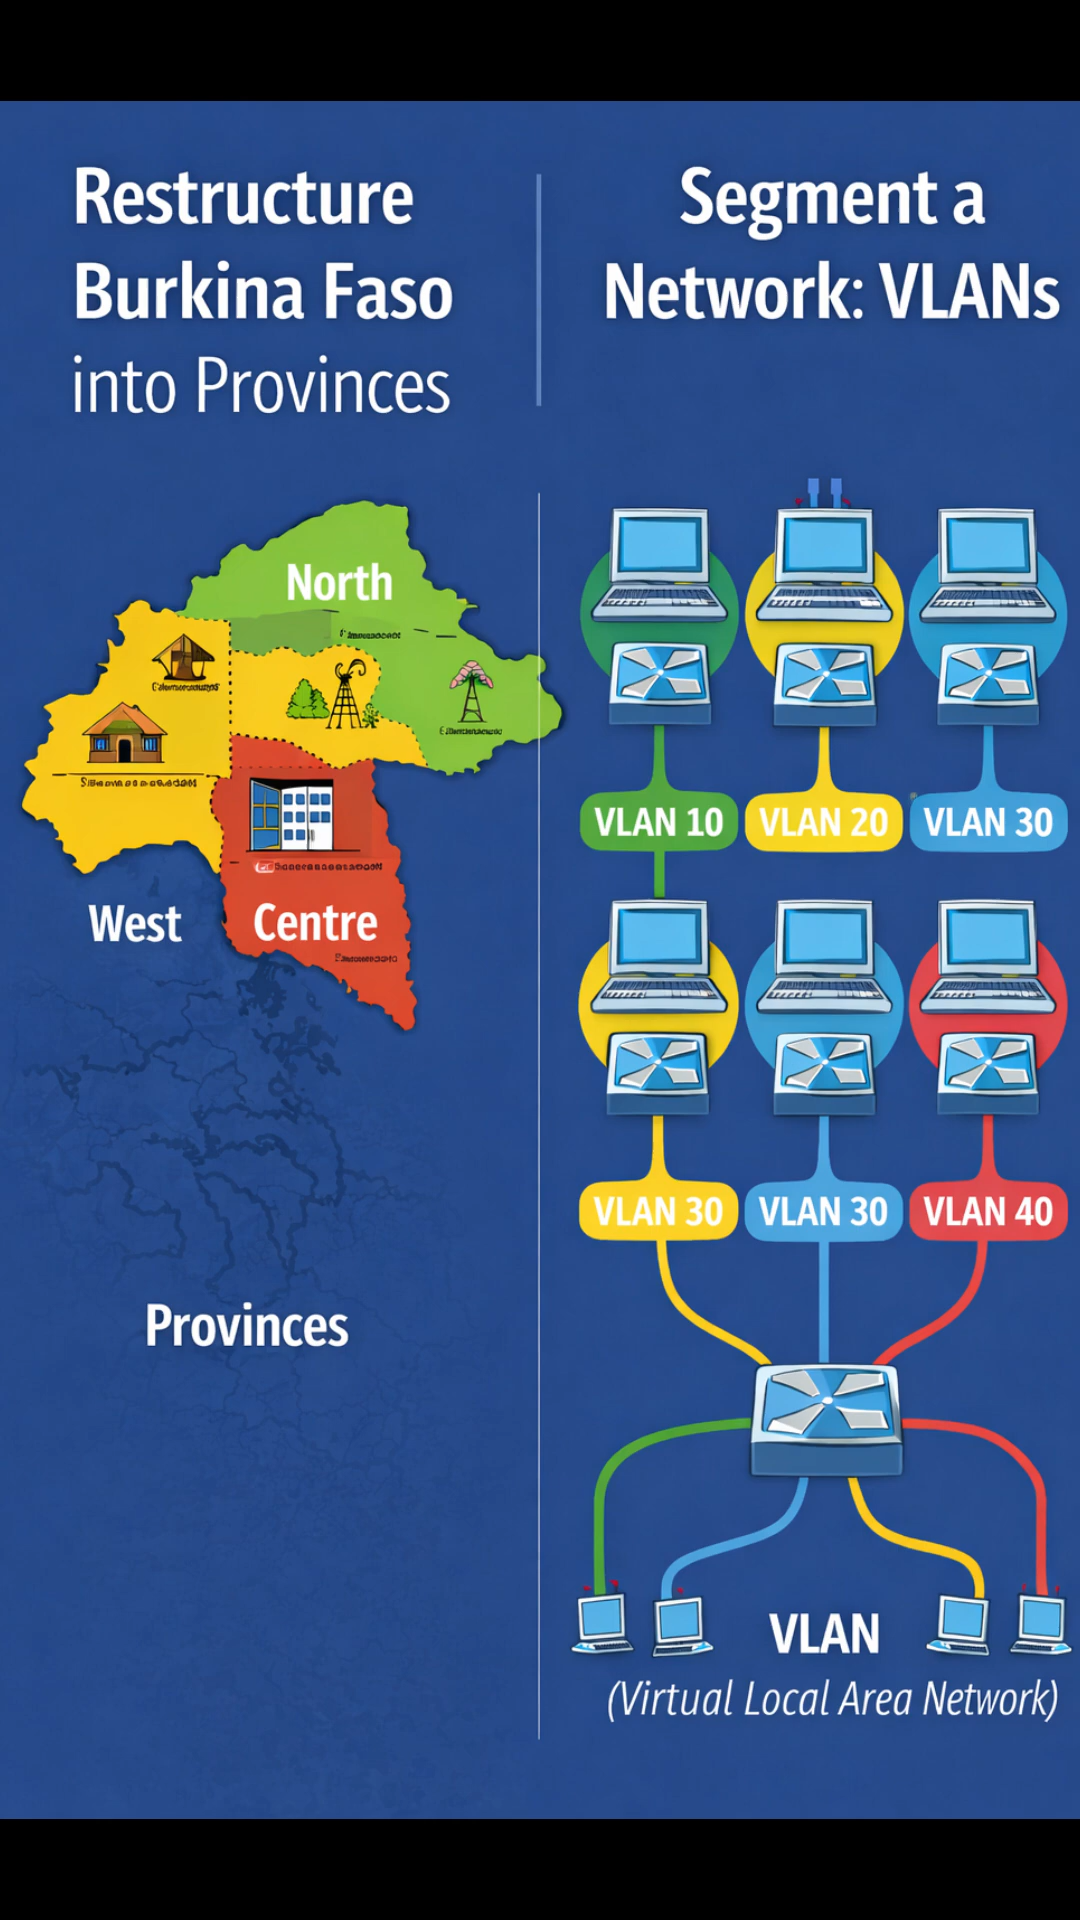 Restructure
Burkina Faso
into Provinces
North
West
Centre
Provinces
Segment a
Network: VLANs
VLAN 10
VLAN 20
VLAN 30
VLAN 30
VLAN 30
VLAN 40
VLAN
(Virtual Local Area Network)